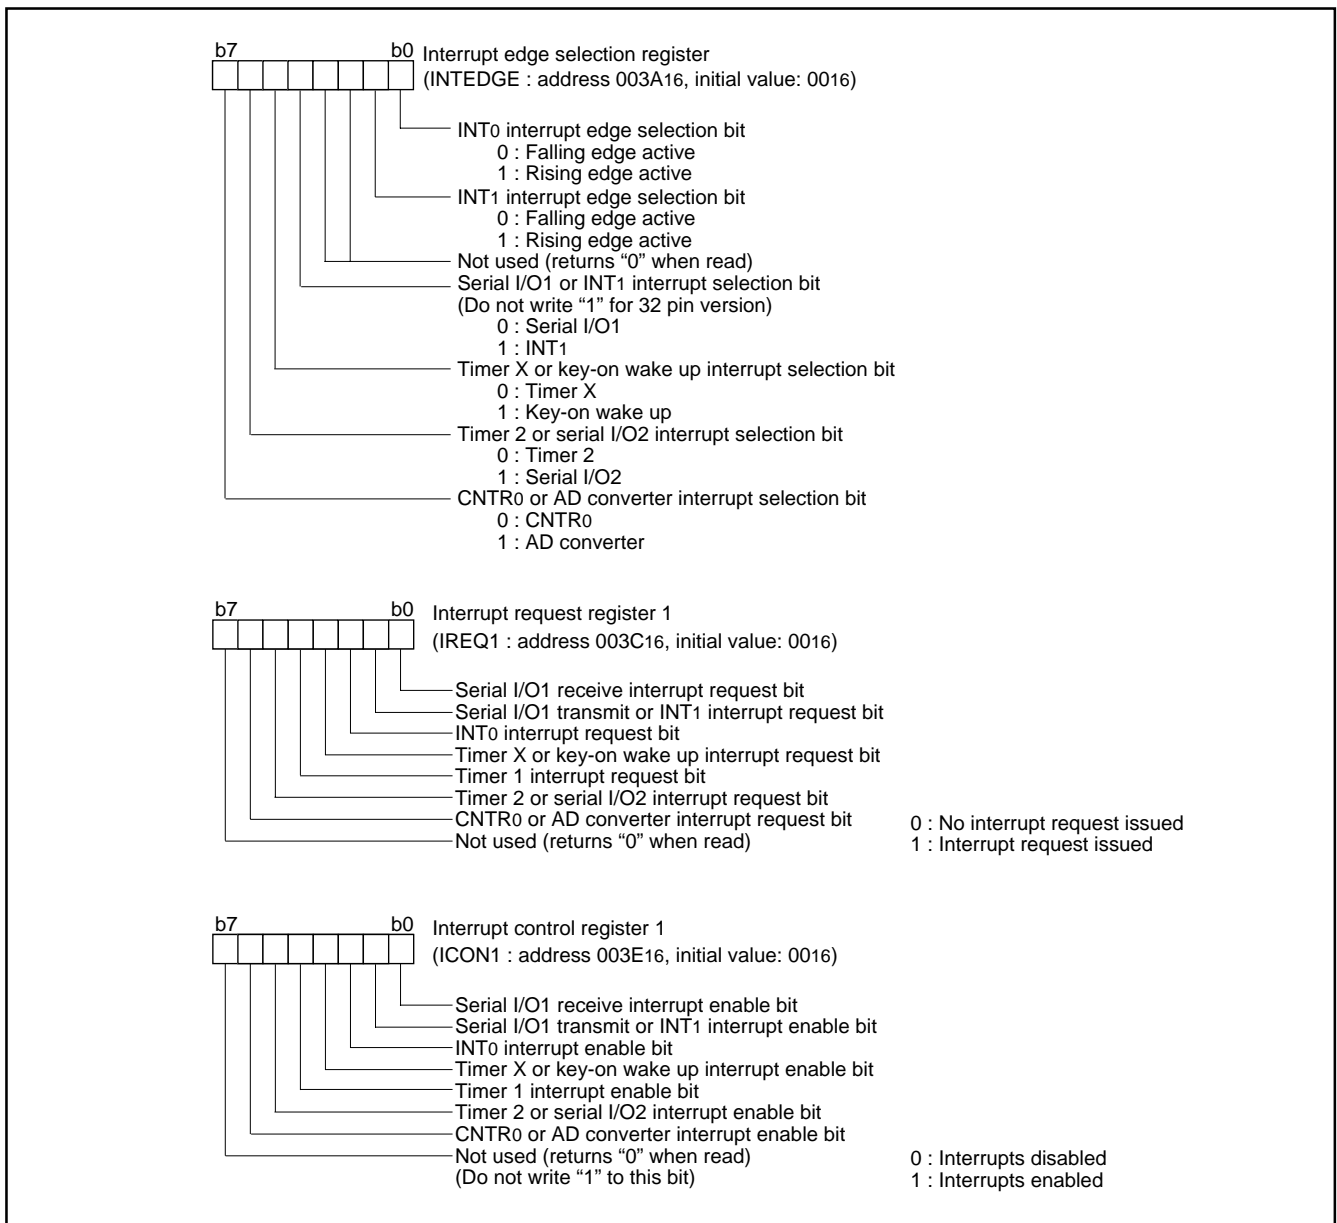 b7 b0 Interrupt edge selection register
(INTEDGE : address 003A16, initial value: 0016)
INT0 interrupt edge selection bit
0 : Falling edge active
1 : Rising edge active
INT1 interrupt edge selection bit
0 : Falling edge active
1 : Rising edge active
Not used (returns “0” when read)
Serial I/O1 or INT1 interrupt selection bit
(Do not write “1” for 32 pin version)
0 : Serial I/O1
1 : INT1
Timer X or key-on wake up interrupt selection bit
0 : Timer X
1 : Key-on wake up
Timer 2 or serial I/O2 interrupt selection bit
0 : Timer 2
1 : Serial I/O2
CNTR0 or AD converter interrupt selection bit
0 : CNTR0
1 : AD converter
b7 b0 Interrupt request register 1
(IREQ1 : address 003C16, initial value: 0016)
Serial I/O1 receive interrupt request bit
Serial I/O1 transmit or INT1 interrupt request bit
INT0 interrupt request bit
Timer X or key-on wake up interrupt request bit
Timer 1 interrupt request bit
Timer 2 or serial I/O2 interrupt request bit
CNTR0 or AD converter interrupt request bit
Not used (returns “0” when read)
0 : No interrupt request issued
1 : Interrupt request issued
b7 b0 Interrupt control register 1
(ICON1 : address 003E16, initial value: 0016)
Serial I/O1 receive interrupt enable bit
Serial I/O1 transmit or INT1 interrupt enable bit
INT0 interrupt enable bit
Timer X or key-on wake up interrupt enable bit
Timer 1 interrupt enable bit
Timer 2 or serial I/O2 interrupt enable bit
CNTR0 or AD converter interrupt enable bit
Not used (returns “0” when read)
(Do not write “1” to this bit)
0 : Interrupts disabled
1 : Interrupts enabled